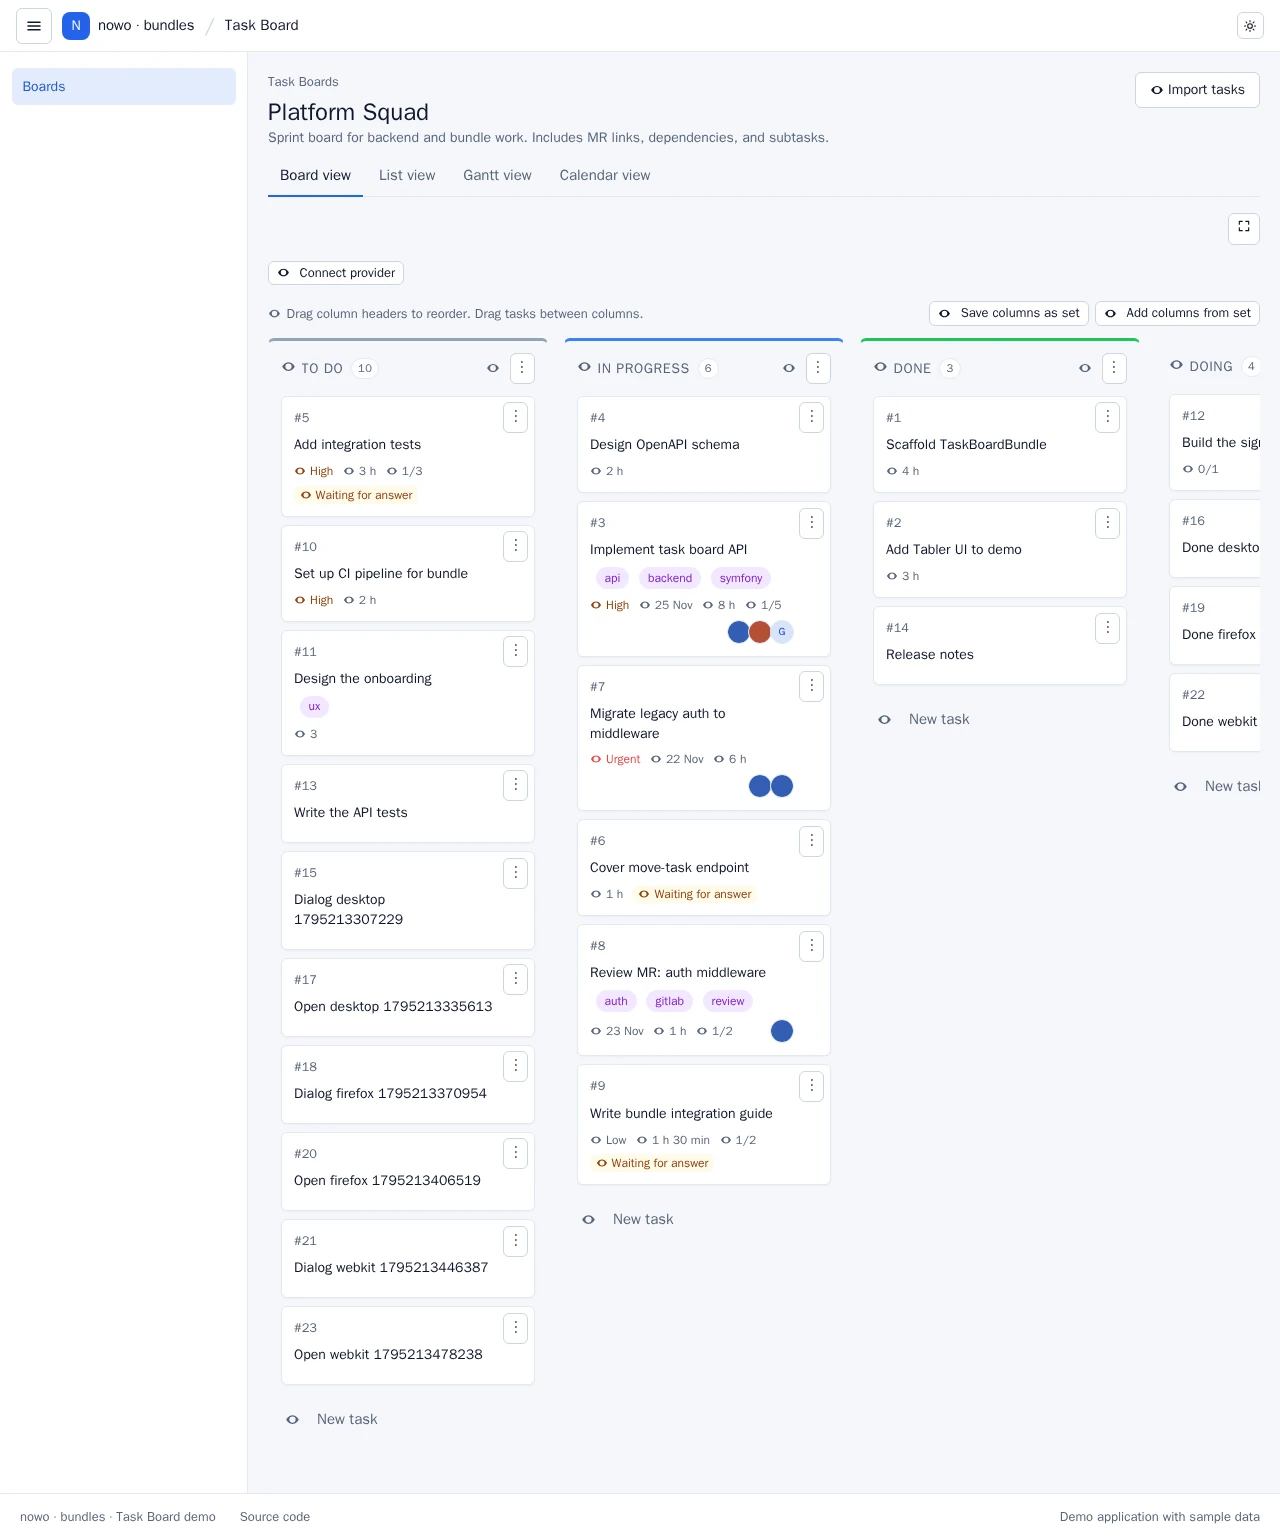 N nowo · bundles / Task Board
Boards
Task Boards
Import tasks
Platform Squad
Sprint board for backend and bundle work. Includes MR links, dependencies, and subtasks.
Board view List view Gantt view Calendar view
Connect provider
Drag column headers to reorder. Drag tasks between columns.
Save columns as set
Add columns from set
TO DO 10
#5
Add integration tests
High 3 h 1/3
Waiting for answer
#10
Set up CI pipeline for bundle
High 2 h
#11
Design the onboarding
ux
3
#13
Write the API tests
#15
Dialog desktop
1795213307229
#17
Open desktop 1795213335613
#18
Dialog firefox 1795213370954
#20
Open firefox 1795213406519
#21
Dialog webkit 1795213446387
#23
Open webkit 1795213478238
New task
IN PROGRESS 6
#4
Design OpenAPI schema
2 h
#3
Implement task board API
api backend symfony
High 25 Nov 8 h 1/5
G
#7
Migrate legacy auth to
middleware
Urgent 22 Nov 6 h
#6
Cover move-task endpoint
1 h Waiting for answer
#8
Review MR: auth middleware
auth gitlab review
23 Nov 1 h 1/2
#9
Write bundle integration guide
Low 1 h 30 min 1/2
Waiting for answer
New task
DONE 3
#1
Scaffold TaskBoardBundle
4 h
#2
Add Tabler UI to demo
3 h
#14
Release notes
New task
DOING 4
#12
Build the sig
0/1
#16
Done deskto
#19
Done firefox
#22
Done webkit
New tas
nowo · bundles · Task Board demo Source code
Demo application with sample data